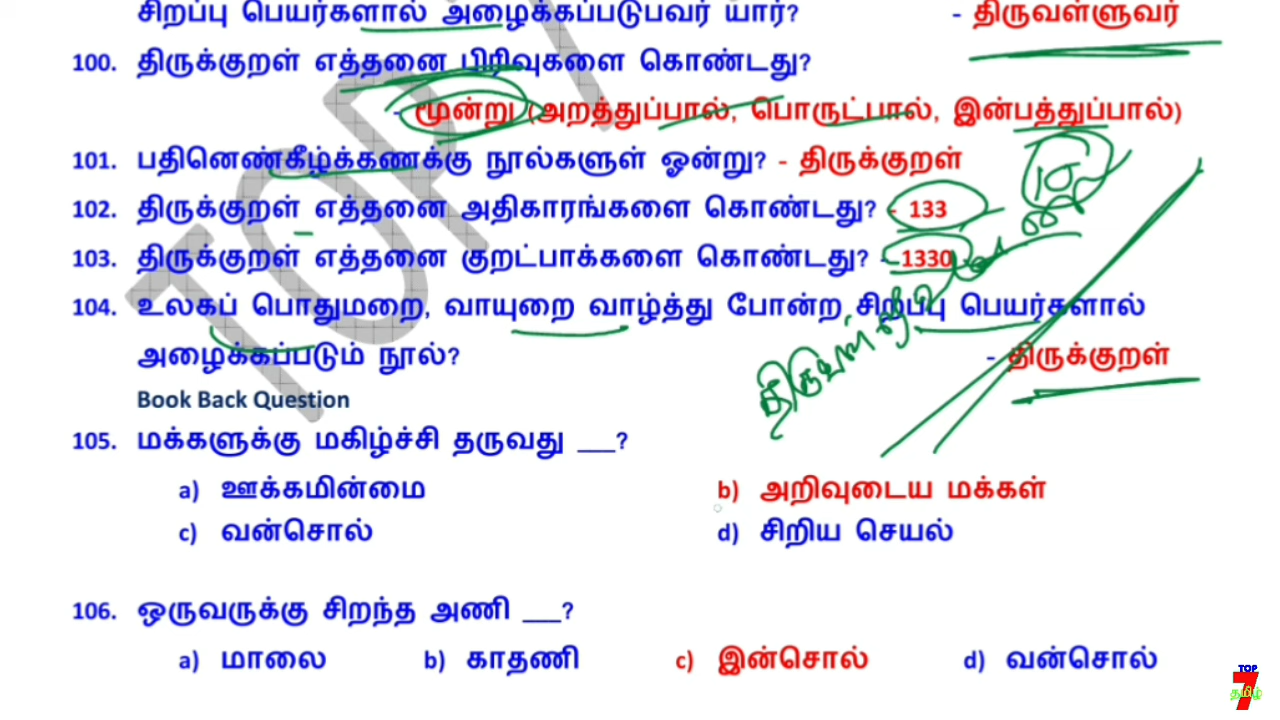 சிறப்பு பெயர்களால் அழைக்கப்படுபவர் யார்? - திருவள்ளுவர்
100. திருக்குறள் எத்தனை பிரிவுகளை கொண்டது?
- மூன்று (அறத்துப்பால், பொருட்பால், இன்பத்துப்பால்)
101. பதினெண்கீழ்க்கணக்கு நூல்களுள் ஓன்று? - திருக்குறள்
102. திருக்குறள் எத்தனை அதிகாரங்களை கொண்டது? - 133
103. திருக்குறள் எத்தனை குறட்பாக்களை கொண்டது? - 1330
104. உலகப் பொதுமறை, வாயுறை வாழ்த்து போன்ற சிறப்பு பெயர்களால்
அழைக்கப்படும் நூல்? - திருக்குறள்
Book Back Question
105. மக்களுக்கு மகிழ்ச்சி தருவது ___?
a) ஊக்கமின்மை b) அறிவுடைய மக்கள்
c) வன்சொல் d) சிறிய செயல்
106. ஒருவருக்கு சிறந்த அணி ___?
a) மாலை b) காதணி c) இன்சொல் d) வன்சொல்
TOP
7
தமிழ்